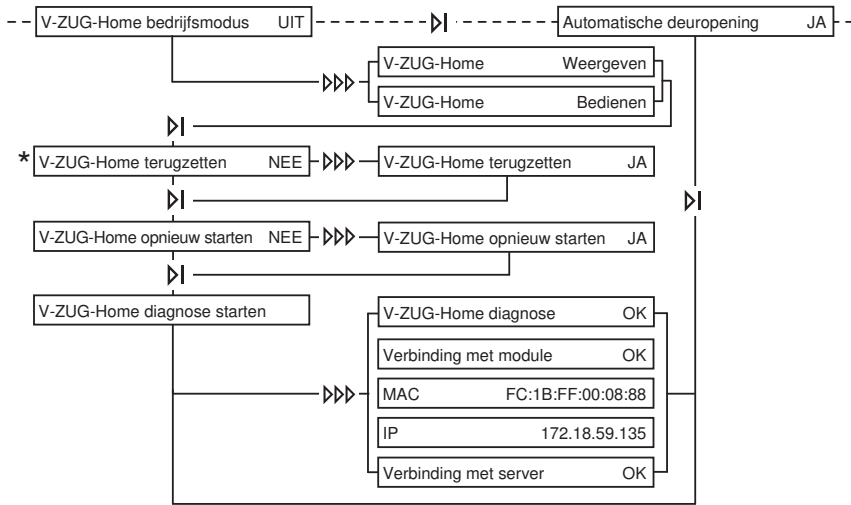 V-ZUG-Home bedrijfsmodus UIT
Automatische deuropening JA
V-ZUG-Home Weergeven
V-ZUG-Home Bedienen
* V-ZUG-Home terugzetten NEE
V-ZUG-Home terugzetten JA
V-ZUG-Home opnieuw starten NEE
V-ZUG-Home opnieuw starten JA
V-ZUG-Home diagnose starten
V-ZUG-Home diagnose OK
Verbinding met module OK
MAC FC:1B:FF:00:08:88
IP 172.18.59.135
Verbinding met server OK